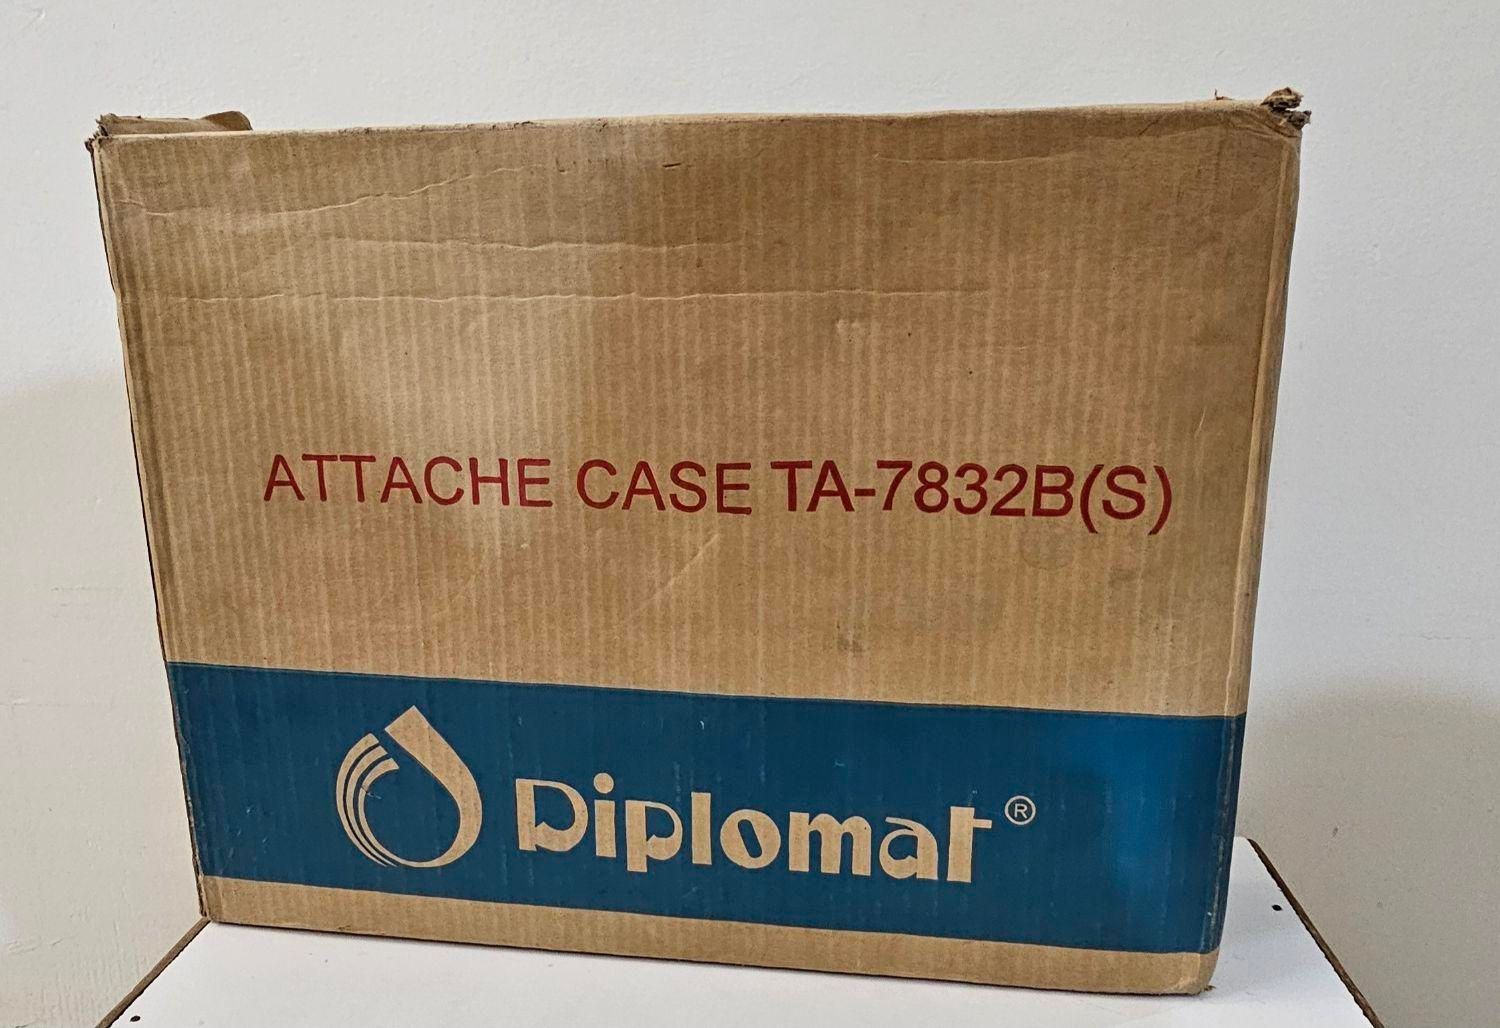 ATTACHE CASE TA-7832B(S)
Diplomat®